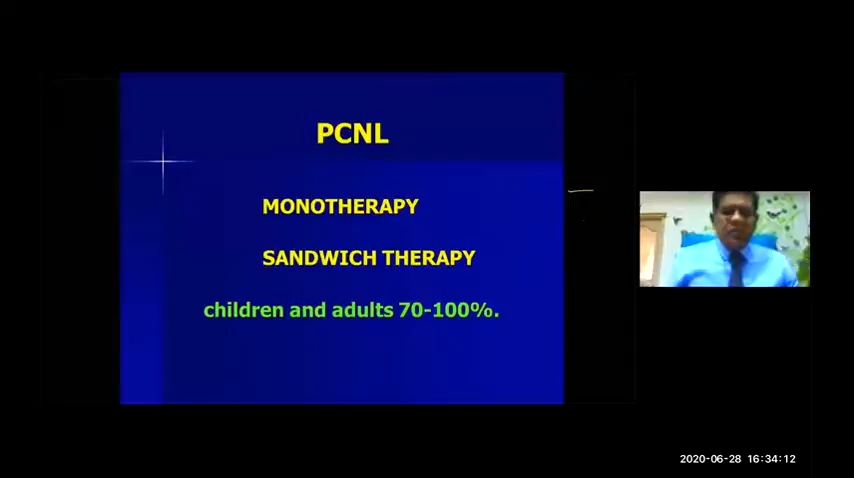 PCNL
MONOTHERAPY
SANDWICH THERAPY
children and adults 70-100%.
2020-06-28 16:34:12